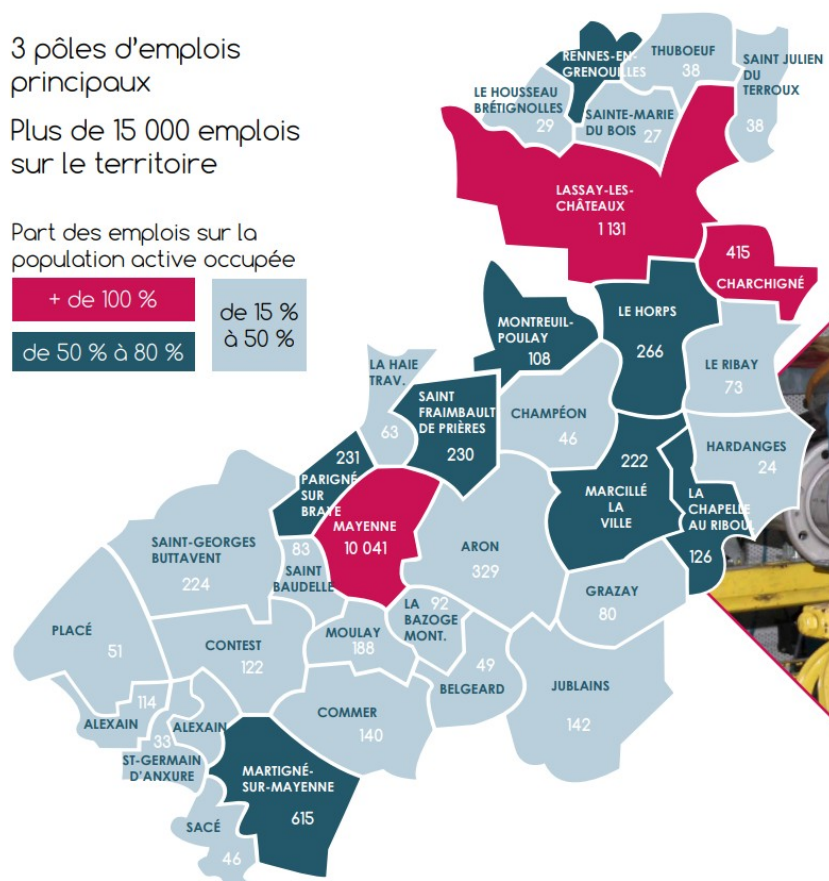 3 pôles d'emplois
principaux
Plus de 15 000 emplois
sur le territoire
Part des emplois sur la
population active occupée
+ de 100 %
de 15 %
à 50 %
de 50 % à 80 %
RENNES-EN-
GRENOUILLES
THUBOEUF
38
SAINT JULIEN
DU
TERROUX
38
LE HOUSSEAU
BRÉTIGNOLLES
29
SAINTE-MARIE
DU BOIS 27
LASSAY-LES-
CHÂTEAUX
1 131
415
CHARCHIGNÉ
MONTREUIL-
POULAY
108
LE HORPS
266
LE RIBAY
73
LA HAIE
TRAV.
63
SAINT
FRAIMBAULT
DE PRIÈRES
230
CHAMPÉON
46
HARDANGES
24
231
PARIGNÉ
SUR
BRAYE
222
MARCILLÉ
LA
VILLE
LA
CHAPELLE
AU RIBOUL
126
MAYENNE
10 041
SAINT-GEORGES
BUTTAVENT
224
83
SAINT
BAUDELLE
ARON
329
GRAZAY
80
LA 92
BAZOGE
MONT.
PLACÉ
51
CONTEST
122
MOULAY
188
49
BELGEARD
JUBLAINS
142
114
ALEXAIN
ALEXAIN
COMMER
140
33
ST-GERMAIN
D'ANXURE
MARTIGNÉ-
SUR-MAYENNE
615
SACÉ
46